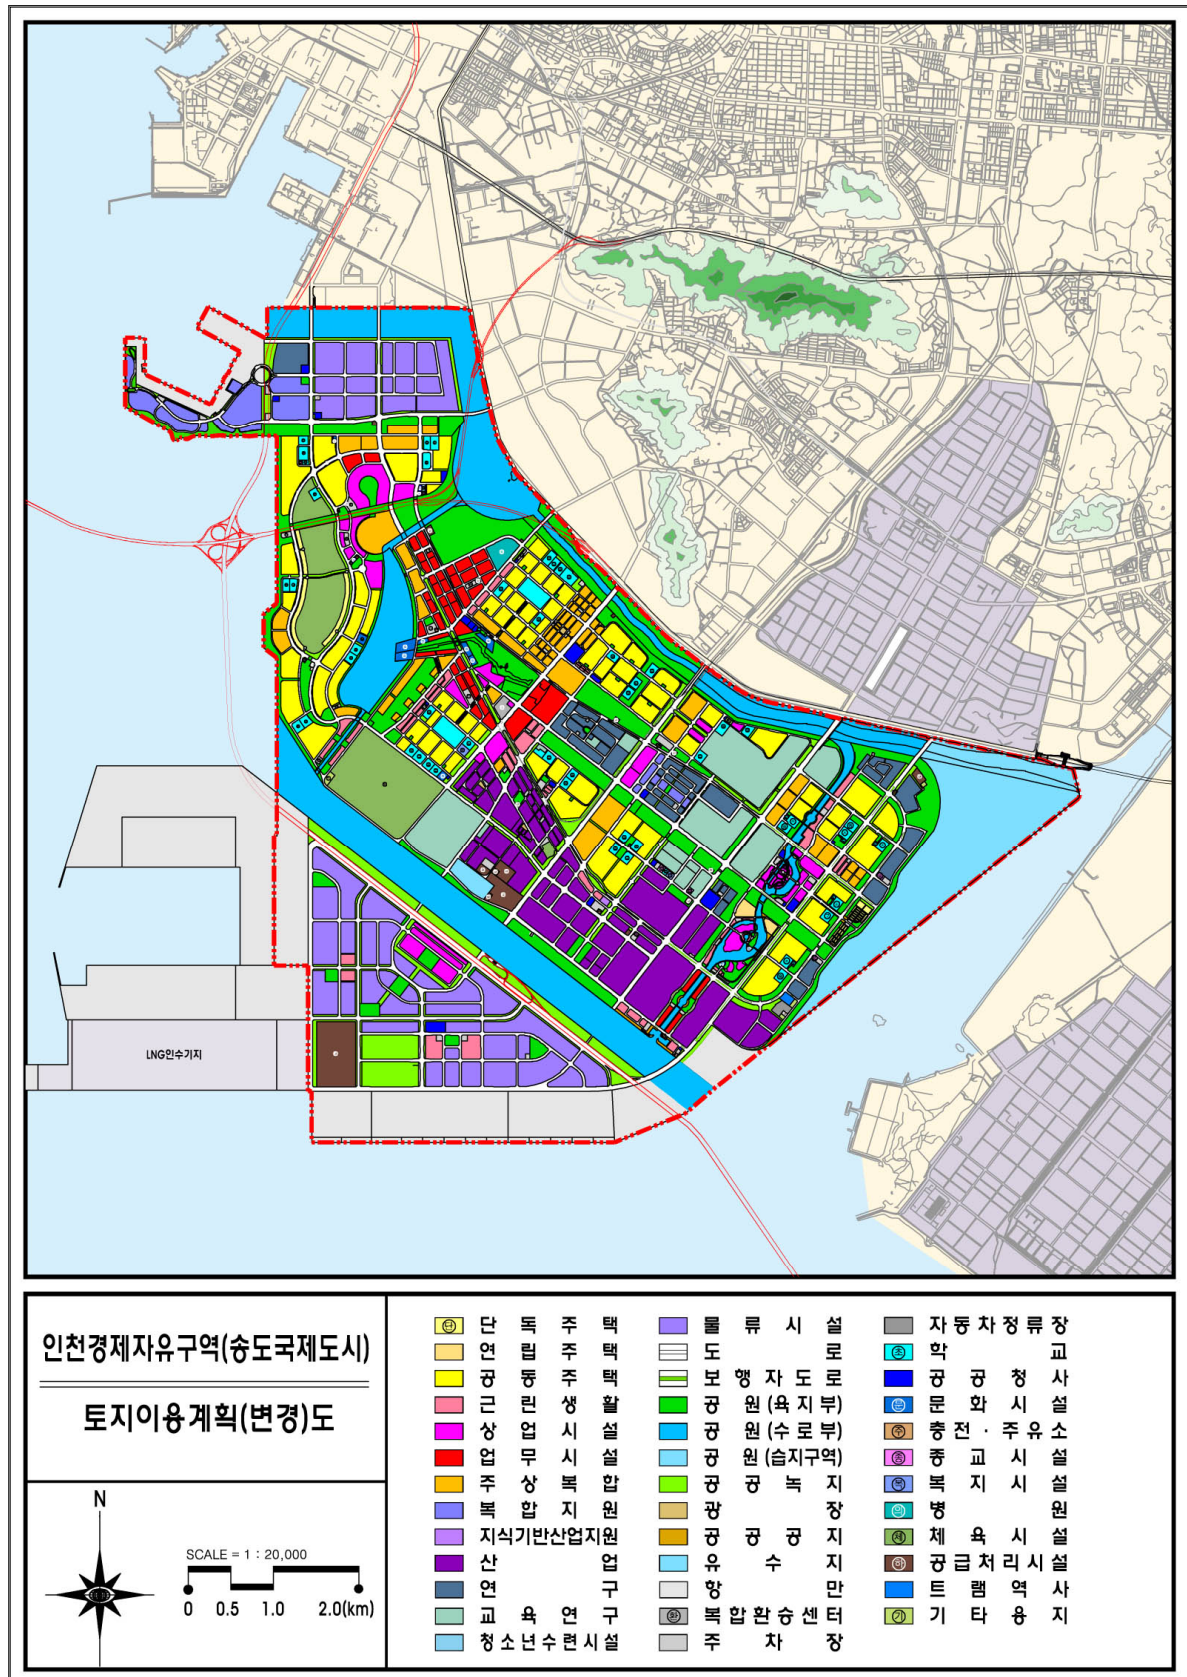 LNG인수기지
인천경제자유구역(송도국제도시)
토지이용계획(변경)도
N
SCALE = 1 : 20,000
0 0.5 1.0 2.0(km)
단 단 독 주 택
연 립 주 택
공 동 주 택
근 린 생 활
상 업 시 설
업 무 시 설
주 상 복 합
복 합 지 원
지식기반산업지원
산 업
연 구
교 육 연 구
청소년수련시설
물 류 시 설
도 로
보 행 자 도 로
공 원(육지부)
공 원(수로부)
공 원(습지구역)
공 공 녹 지
광 장
공 공 공 지
유 수 지
항 만
환 복합환승센터
주 차 장
자동차정류장
초 학 교
공 공 청 사
문 문 화 시 설
주 충전·주유소
종 종 교 시 설
복 복 지 시 설
병 원
체 체 육 시 설
공급처리시설
트 램 역 사
기 기 타 용 지